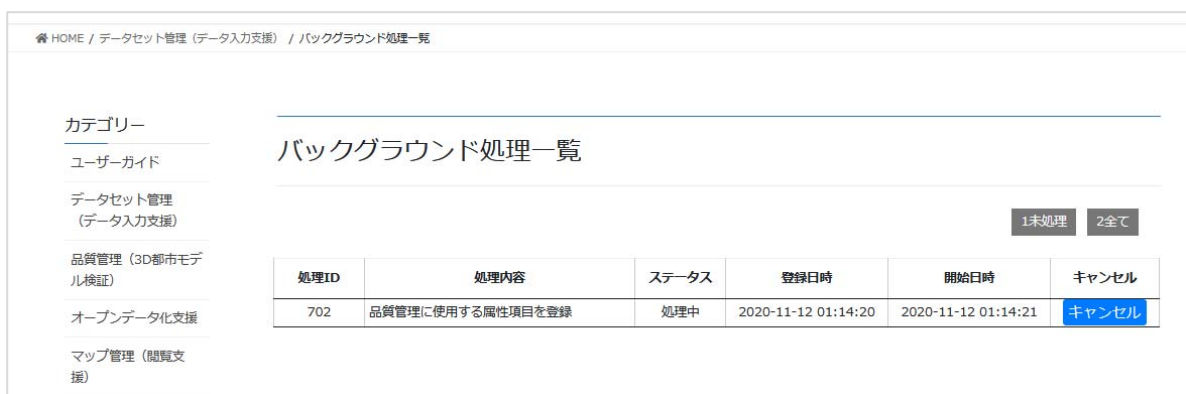 HOME / データセット管理（データ入力支援） / バックグラウンド処理一覧
カテゴリー
ユーザーガイド
データセット管理
（データ入力支援）
品質管理（3D都市モデ
ル検証）
オープンデータ化支援
マップ管理（閲覧支
援）
バックグラウンド処理一覧
1未処理 2全て
処理ID 処理内容 ステータス 登録日時 開始日時 キャンセル
702 品質管理に使用する属性項目を登録 処理中 2020-11-12 01:14:20 2020-11-12 01:14:21 キャンセル